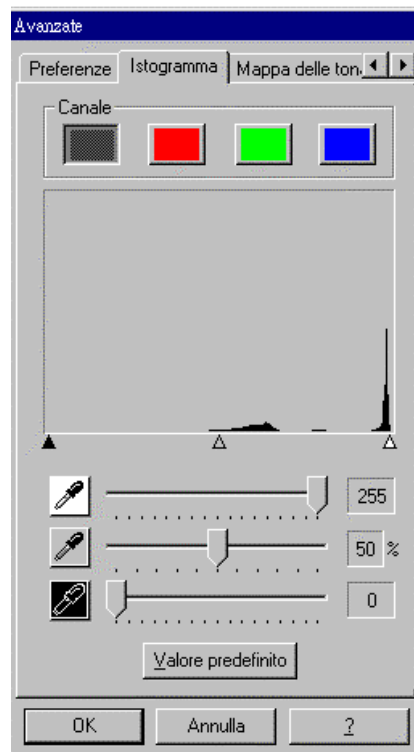 Avanzate
Preferenze Istogramma Mappa delle ton
Canale
255
50 %
0
Valore predefinito
OK Annulla ?